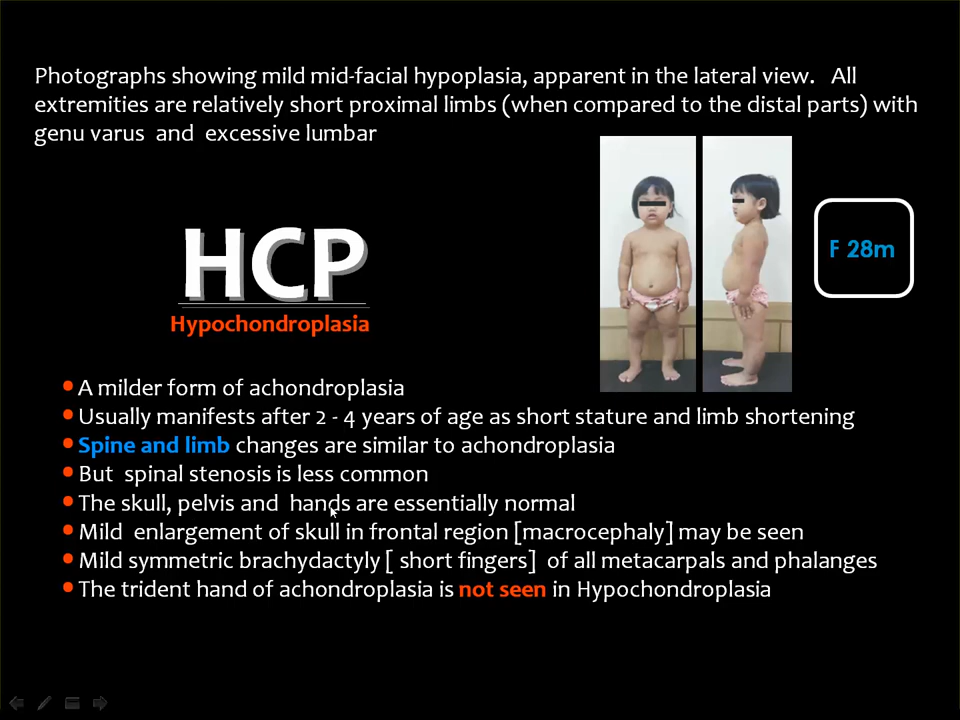 Photographs showing mild mid-facial hypoplasia, apparent in the lateral view. All
extremities are relatively short proximal limbs (when compared to the distal parts) with
genu varus and excessive lumbar
HCP
Hypochondroplasia
F 28m
• A milder form of achondroplasia
• Usually manifests after 2 - 4 years of age as short stature and limb shortening
• Spine and limb changes are similar to achondroplasia
• But spinal stenosis is less common
• The skull, pelvis and hands are essentially normal
• Mild enlargement of skull in frontal region [macrocephaly] may be seen
• Mild symmetric brachydactyly [ short fingers] of all metacarpals and phalanges
• The trident hand of achondroplasia is not seen in Hypochondroplasia